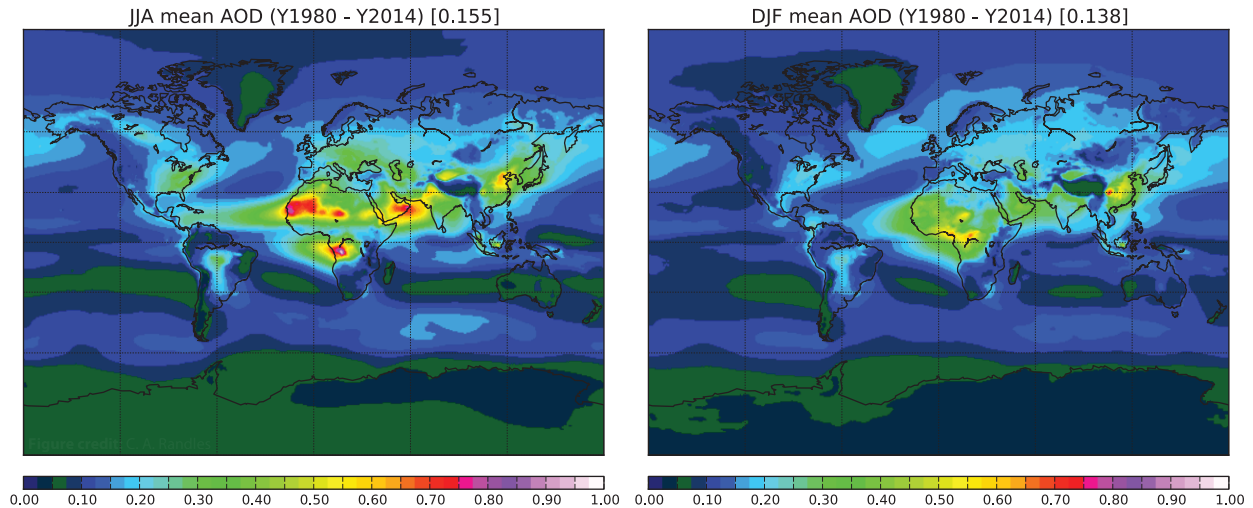 JJA mean AOD (Y1980 - Y2014) [0.155]
DJF mean AOD (Y1980 - Y2014) [0.138]
Figure credit: C. A. Randles
0.00 0.10 0.20 0.30 0.40 0.50 0.60 0.70 0.80 0.90 1.00
0.00 0.10 0.20 0.30 0.40 0.50 0.60 0.70 0.80 0.90 1.00